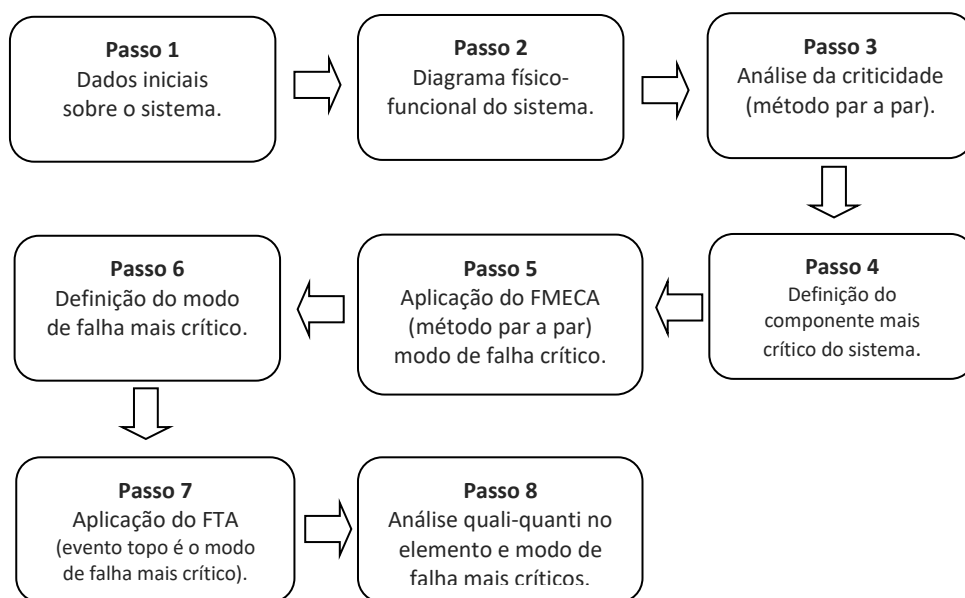 Passo 1
Dados iniciais
sobre o sistema.
Passo 2
Diagrama físico-
funcional do sistema.
Passo 3
Análise da criticidade
(método par a par).
Passo 4
Definição do
componente mais
crítico do sistema.
Passo 5
Aplicação do FMECA
(método par a par)
modo de falha crítico.
Passo 6
Definição do modo
de falha mais crítico.
Passo 7
Aplicação do FTA
(evento topo é o modo
de falha mais crítico).
Passo 8
Análise quali-quanti no
elemento e modo de
falha mais críticos.